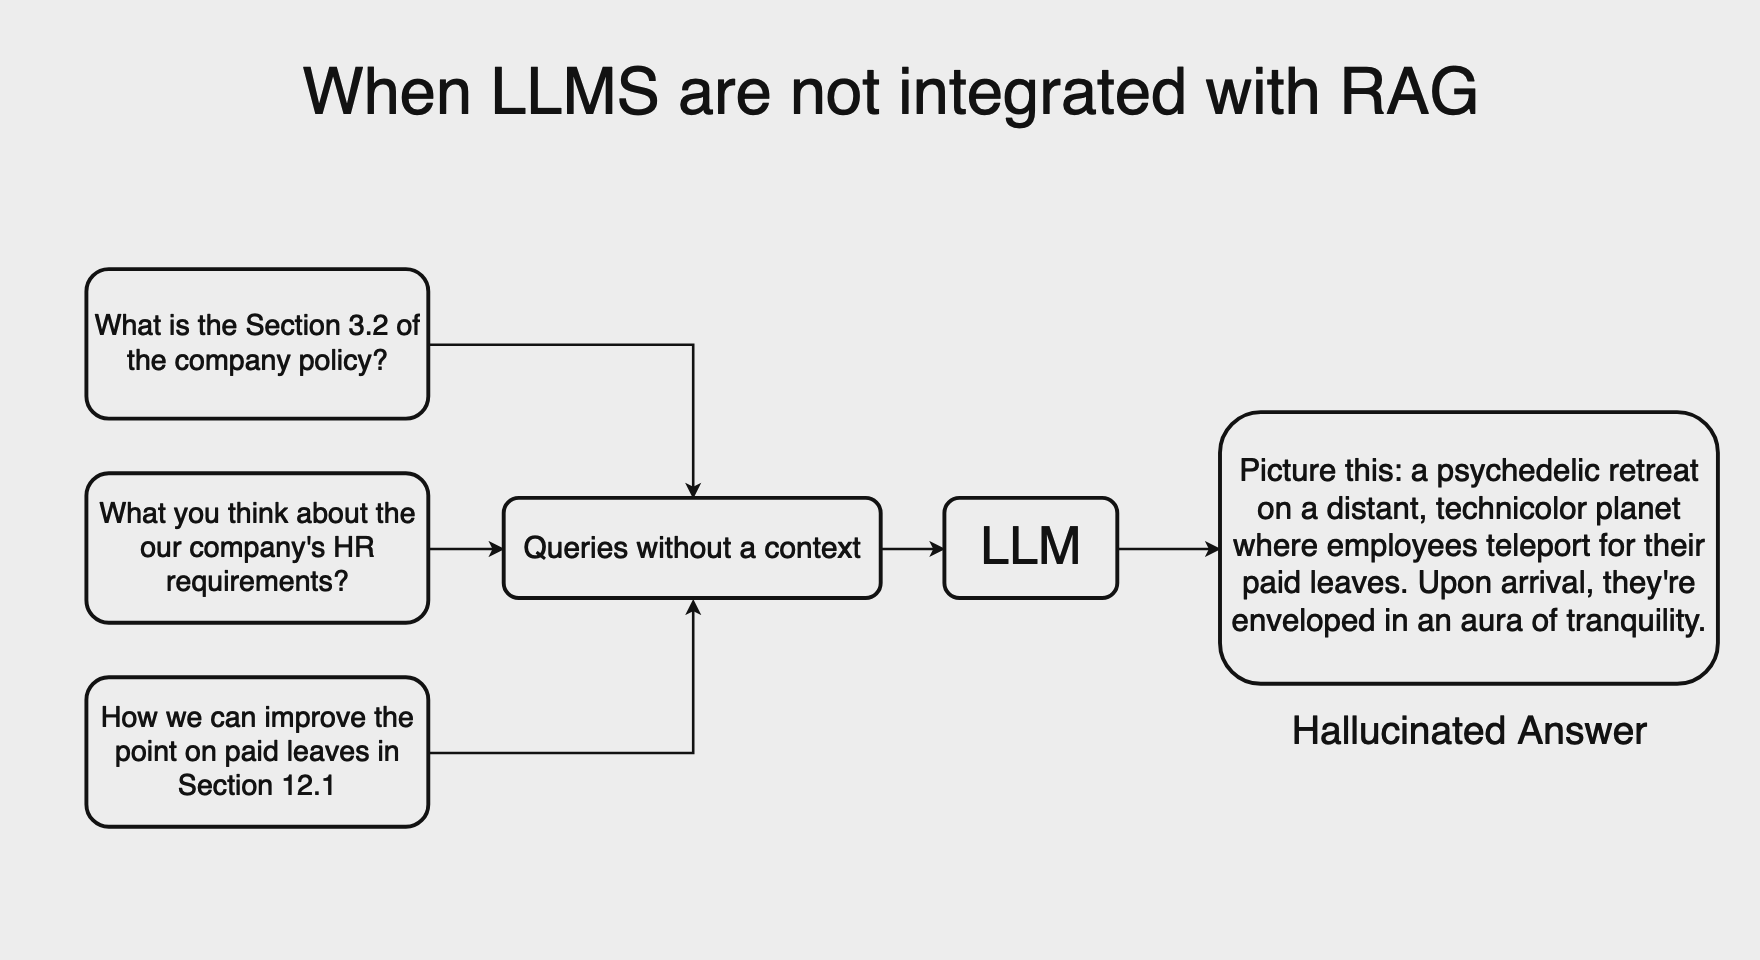 When LLMS are not integrated with RAG
What is the Section 3.2 of
the company policy?
What you think about the
our company's HR
requirements?
How we can improve the
point on paid leaves in
Section 12.1
Queries without a context
LLM
Picture this: a psychedelic retreat
on a distant, technicolor planet
where employees teleport for their
paid leaves. Upon arrival, they're
enveloped in an aura of tranquility.
Hallucinated Answer